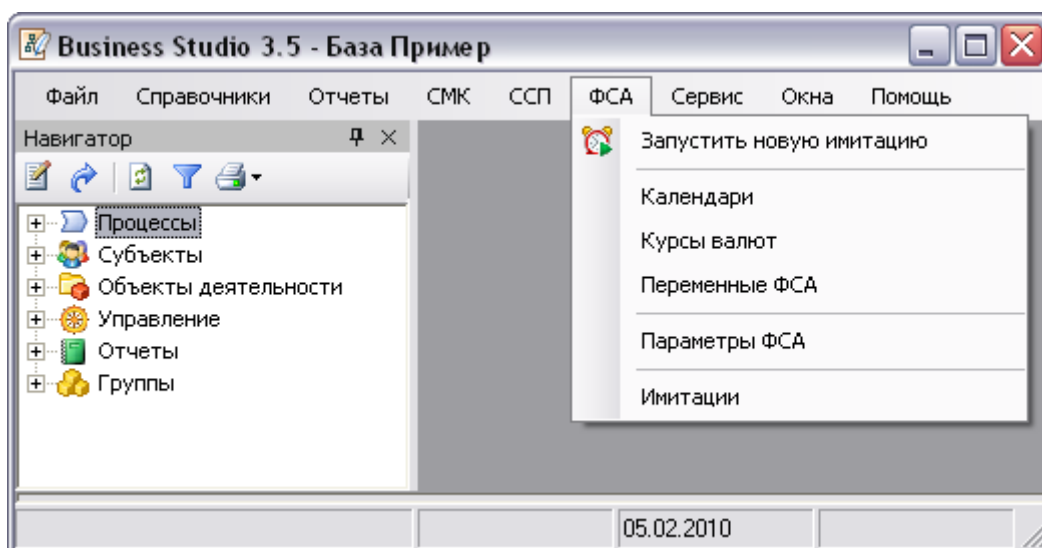 Business Studio 3.5 - База Пример
Файл Справочники Отчеты СМК ССП ФСА Сервис Окна Помощь
Навигатор
Процессы
Субъекты
Объекты деятельности
Управление
Отчеты
Группы
Запустить новую имитацию
Календари
Курсы валют
Переменные ФСА
Параметры ФСА
Имитации
05.02.2010